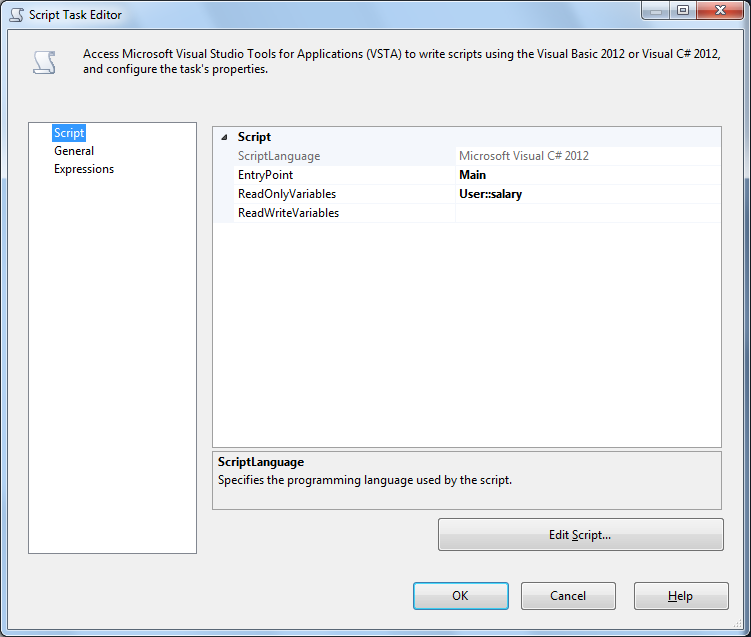 Script Task Editor
Access Microsoft Visual Studio Tools for Applications (VSTA) to write scripts using the Visual Basic 2012 or Visual C# 2012,
and configure the task's properties.
Script
General
Expressions
Script
ScriptLanguage Microsoft Visual C# 2012
EntryPoint Main
ReadOnlyVariables User::salary
ReadWriteVariables
ScriptLanguage
Specifies the programming language used by the script.
Edit Script...
OK Cancel Help